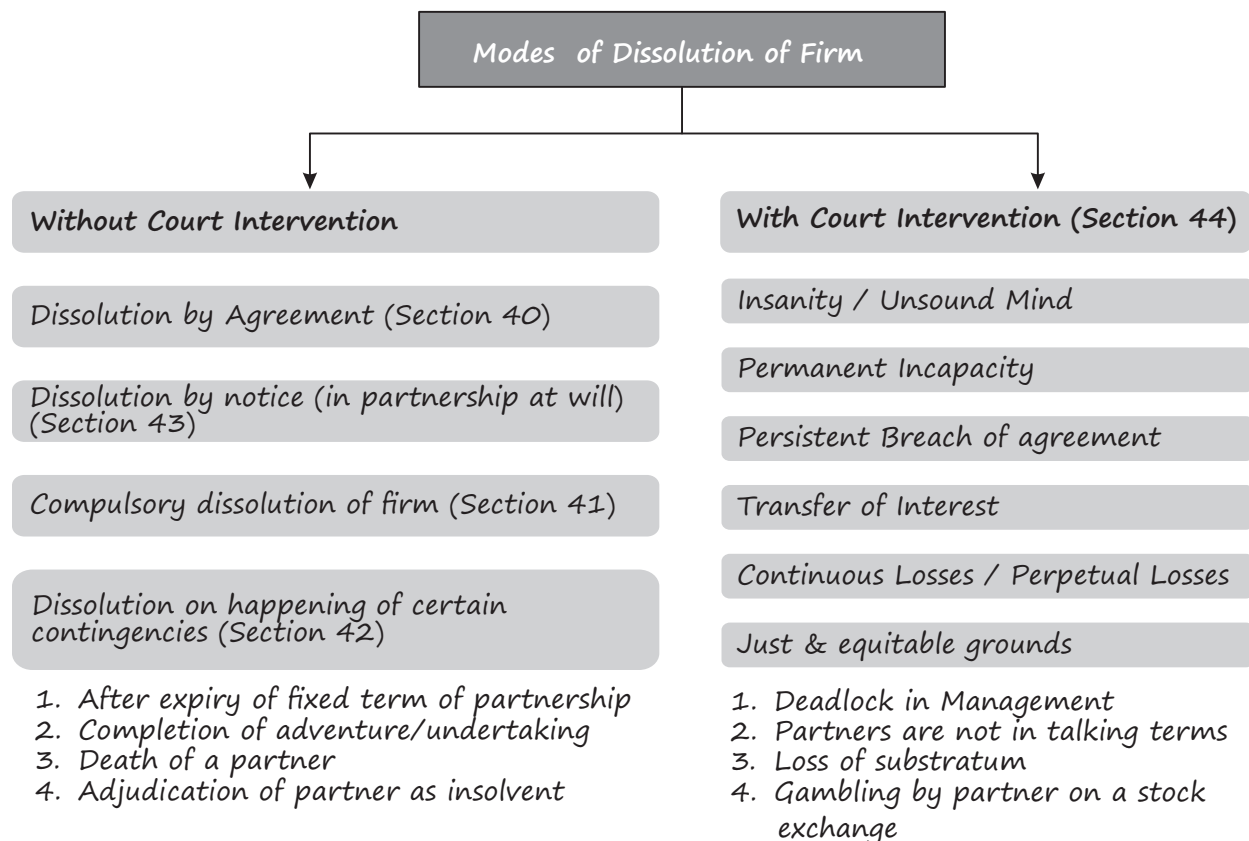 Modes of Dissolution of Firm
Without Court Intervention
Dissolution by Agreement (Section 40)
Dissolution by notice (in partnership at will)
(Section 43)
Compulsory dissolution of firm (Section 41)
Dissolution on happening of certain
contingencies (Section 42)
1. After expiry of fixed term of partnership
2. Completion of adventure/undertaking
3. Death of a partner
4. Adjudication of partner as insolvent
With Court Intervention (Section 44)
Insanity / Unsound Mind
Permanent Incapacity
Persistent Breach of agreement
Transfer of Interest
Continuous Losses / Perpetual Losses
Just & equitable grounds
1. Deadlock in Management
2. Partners are not in talking terms
3. Loss of substratum
4. Gambling by partner on a stock
exchange